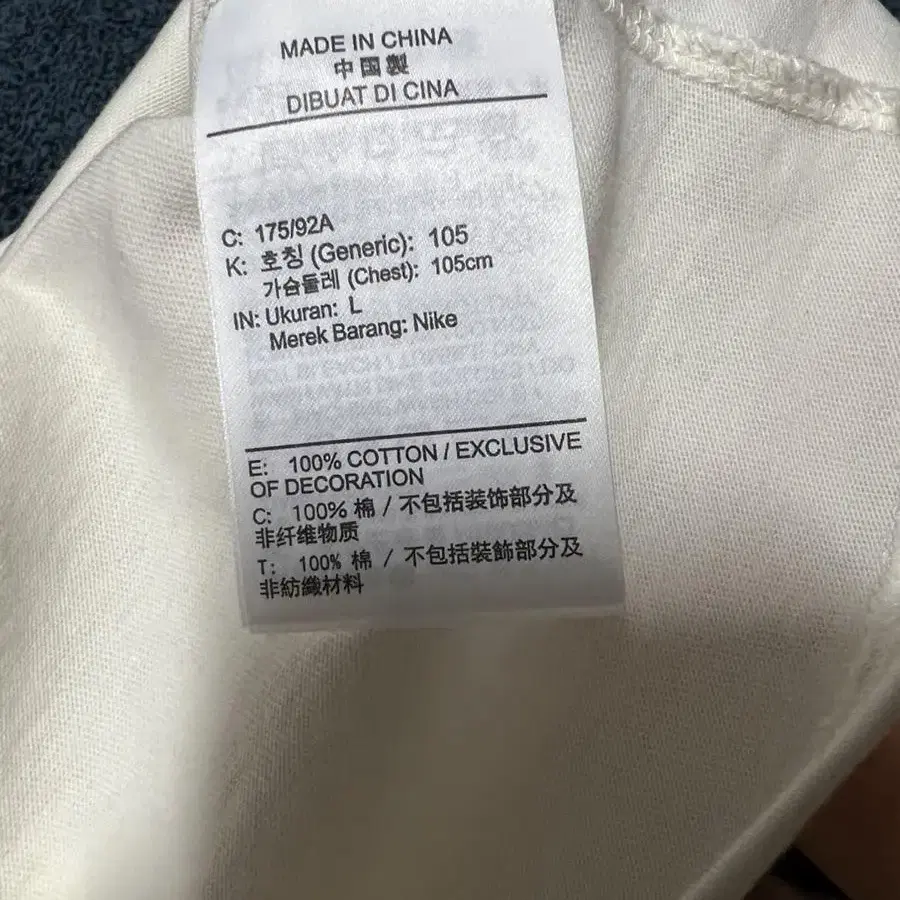 MADE IN CHINA
中国製
DIBUAT DI CINA
C: 175/92A
K: 호칭 (Generic): 105
가슴둘레 (Chest): 105cm
IN: Ukuran: L
Merek Barang: Nike
E: 100% COTTON / EXCLUSIVE
OF DECORATION
C: 100% 棉 / 不包括装饰部分及
非纤维物质
T: 100% 棉 / 不包括裝飾部分及
非紡織材料